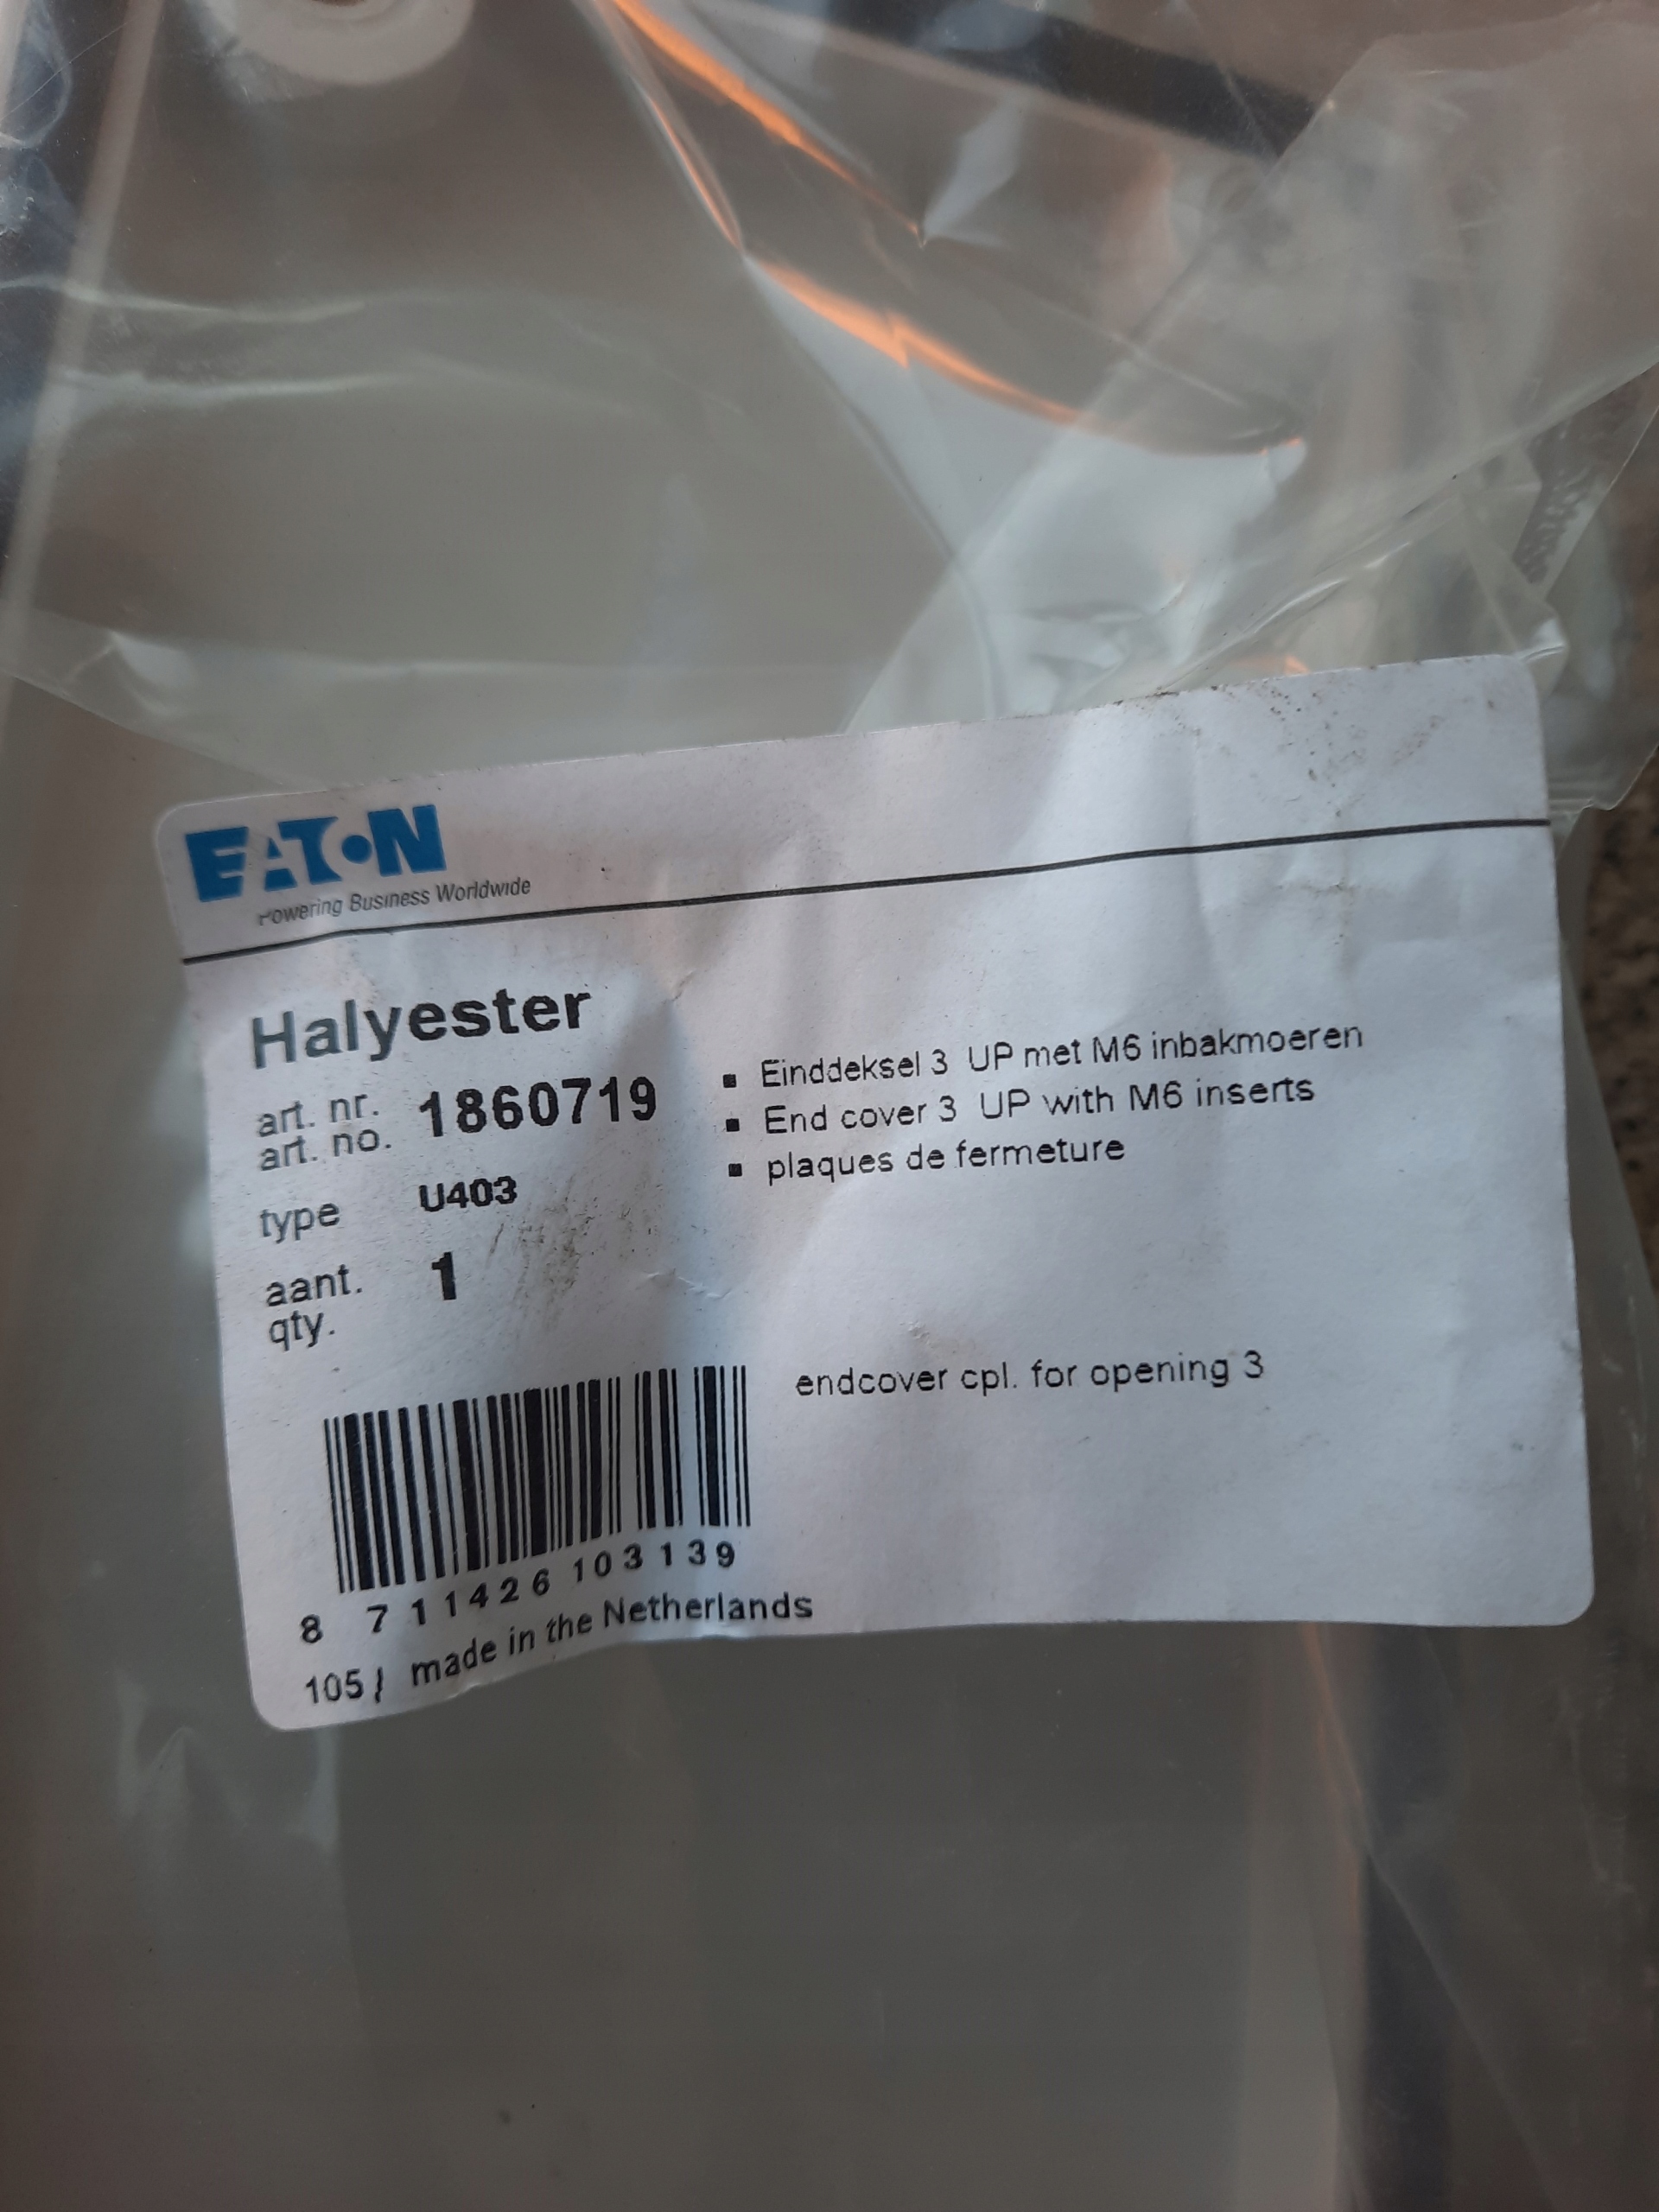 EATON
Powering Business Worldwide
Halyester
art. nr.
art. no. 1860719
type U403
aant. 1
qty.
▪ Einddeksel 3 UP met M6 inbakmoeren
▪ End cover 3 UP with M6 inserts
▪ plaques de fermeture
endcover cpl. for opening 3
8 711426 103139
105} made in the Netherlands